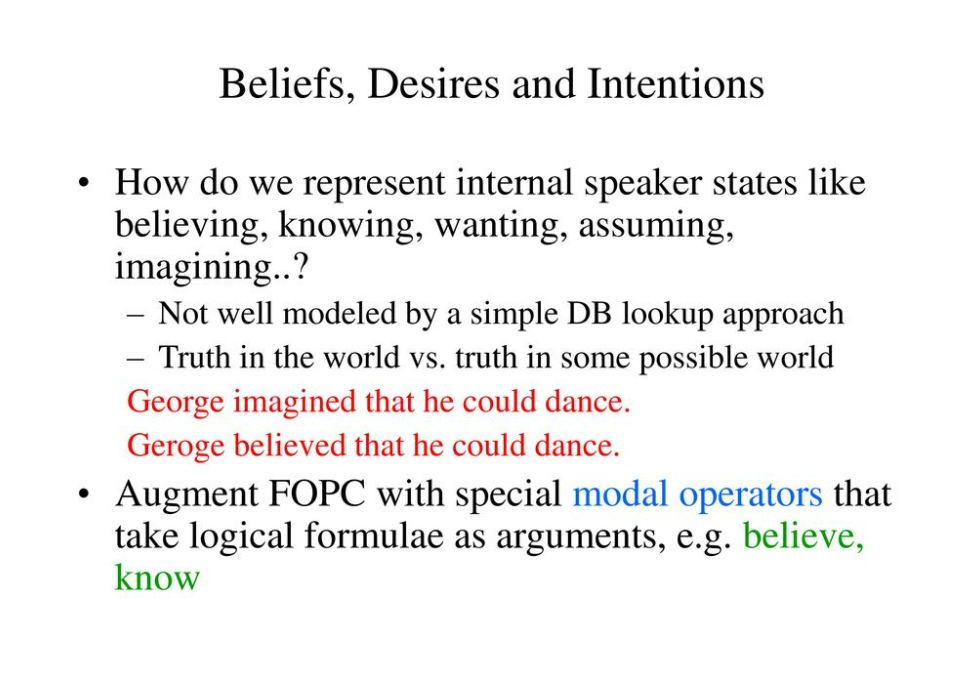 Beliefs, Desires and Intentions
• How do we represent internal speaker states like
believing, knowing, wanting, assuming,
imagining..?
– Not well modeled by a simple DB lookup approach
– Truth in the world vs. truth in some possible world
George imagined that he could dance.
Geroge believed that he could dance.
• Augment FOPC with special modal operators that
take logical formulae as arguments, e.g. believe,
know